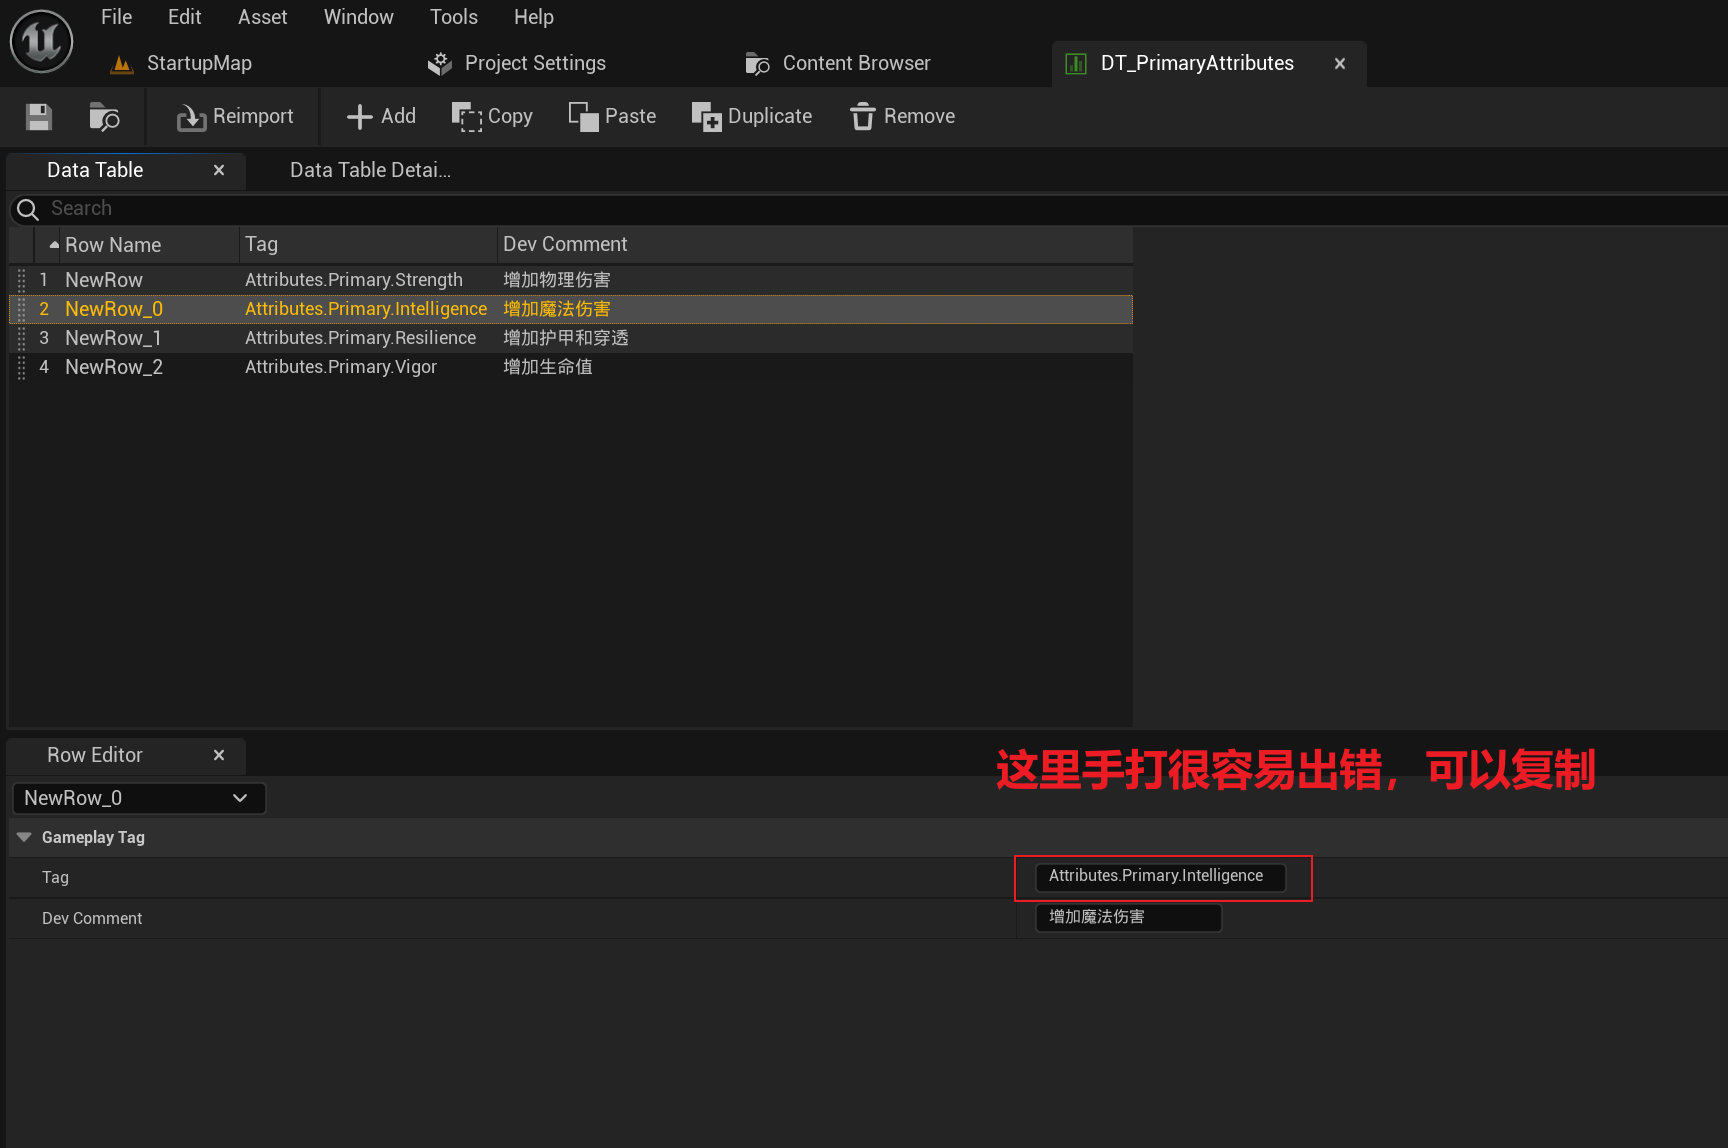 File Edit Asset Window Tools Help
StartupMap Project Settings Content Browser DT_PrimaryAttributes
Reimport Add Copy Paste Duplicate Remove
Data Table Data Table Detai...
Search
Row Name Tag Dev Comment
1 NewRow Attributes.Primary.Strength 增加物理伤害
2 NewRow_0 Attributes.Primary.Intelligence 增加魔法伤害
3 NewRow_1 Attributes.Primary.Resilience 增加护甲和穿透
4 NewRow_2 Attributes.Primary.Vigor 增加生命值
Row Editor
这里手打很容易出错，可以复制
NewRow_0
Gameplay Tag
Tag Attributes.Primary.Intelligence
Dev Comment 增加魔法伤害